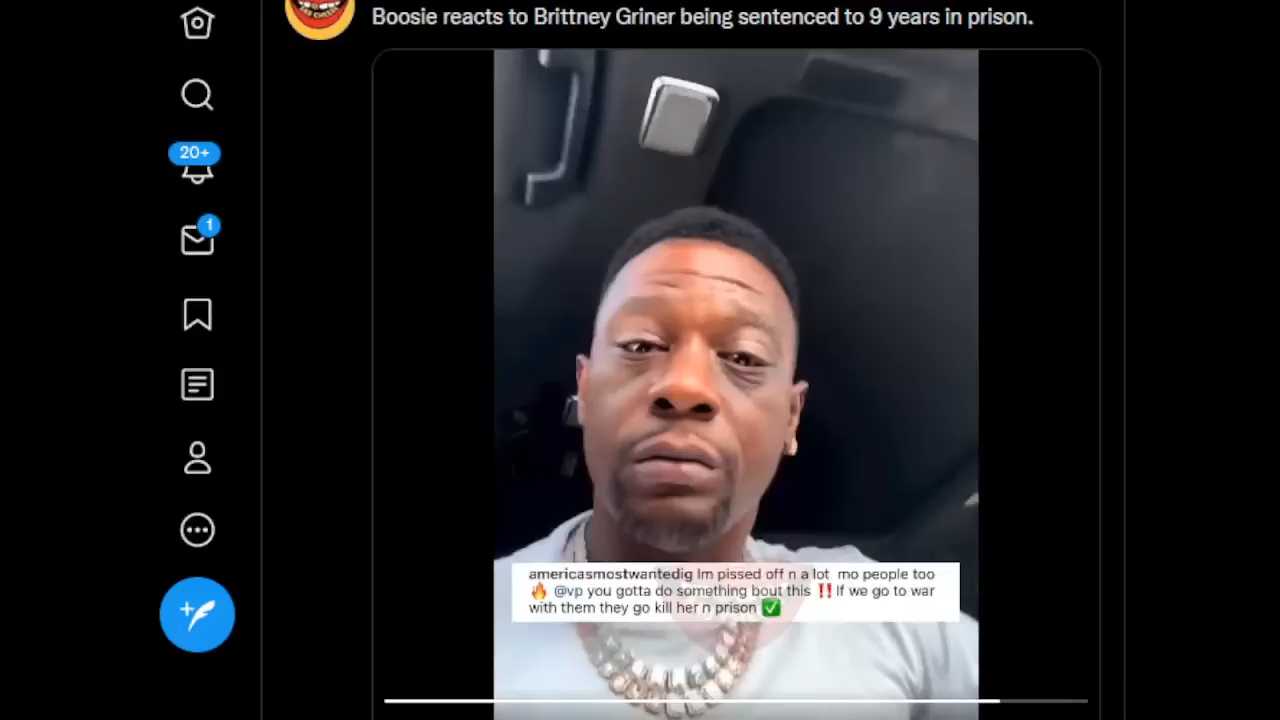 Boosie reacts to Brittney Griner being sentenced to 9 years in prison.
20+
1
americasmostwantedig Im pissed off n a lot mo people too
🔥 @vp you gotta do something bout this ‼️If we go to war
with them they go kill her n prison ✅